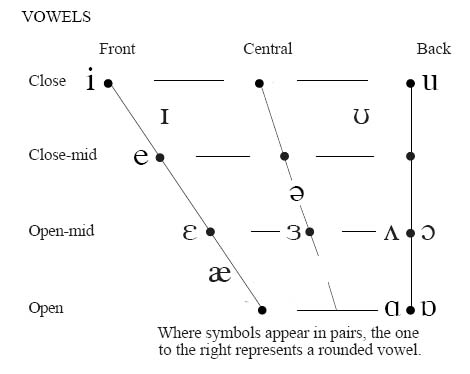 VOWELS
Front Central Back
Close i u
ɪ ʊ
Close-mid e
ə
Open-mid ɛ ɜ ʌ ɔ
æ
Open ɑ ɒ
Where symbols appear in pairs, the one
to the right represents a rounded vowel.